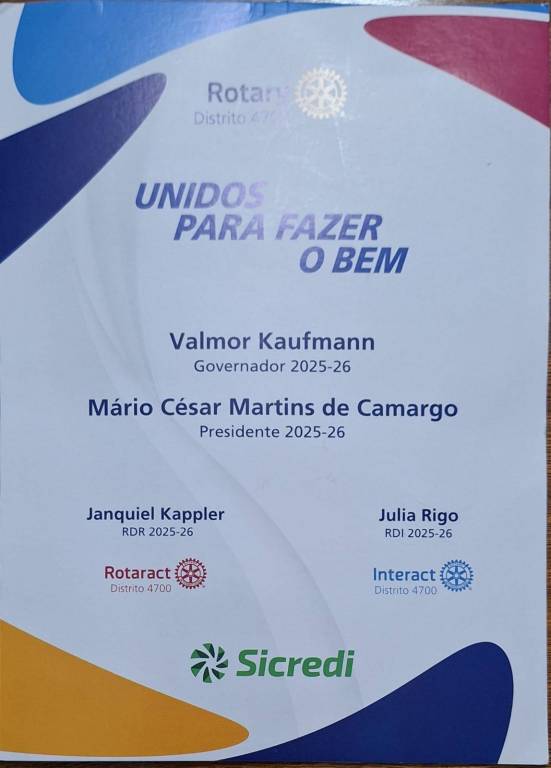 Rotary
Distrito 4700
UNIDOS
PARA FAZER
O BEM
Valmor Kaufmann
Governador 2025-26
Mário César Martins de Camargo
Presidente 2025-26
Janquiel Kappler
RDR 2025-26
Julia Rigo
RDI 2025-26
Rotaract
Distrito 4700
Interact
Distrito 4700
Sicredi